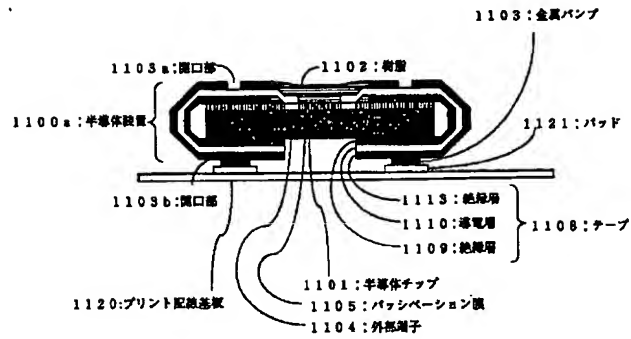 1103:金属バンプ
1103a:開口部
1102:樹脂
1121:パッド
1100a:半導体装置
1103b:開口部
1113:絶縁層
1110:導電層
1109:絶縁層
1108:テープ
1101:半導体チップ
1120:プリント配線基板
1105:パッシベーション膜
1104:外部端子